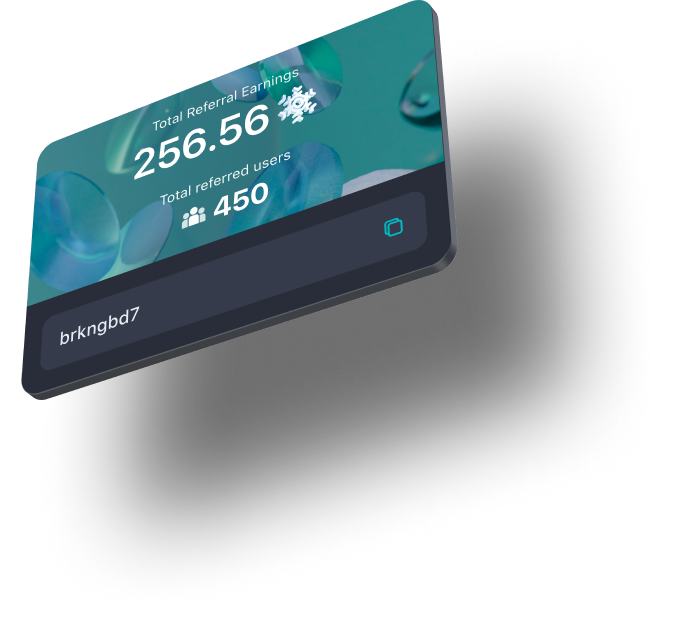 Total Referral Earnings
256.56
Total referred users
450
brkngbd7